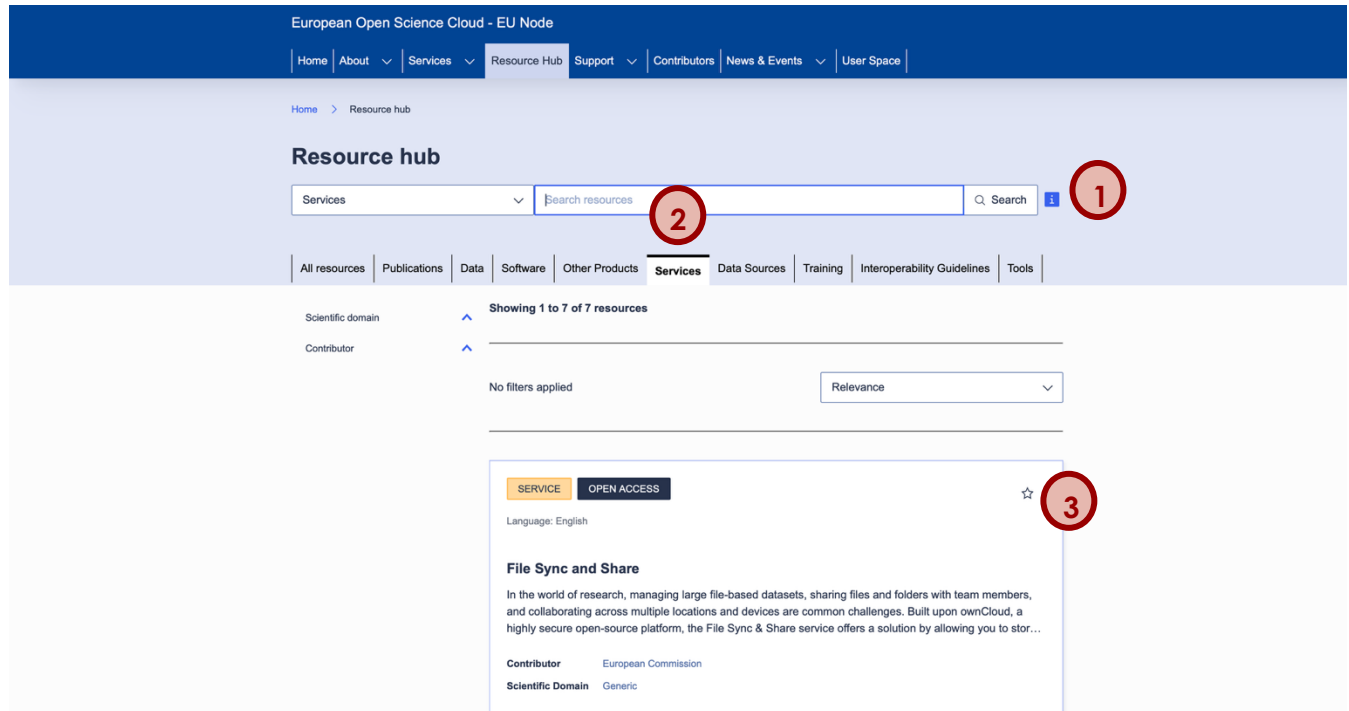 European Open Science Cloud - EU Node
Home About Services Resource Hub Support Contributors News & Events User Space
Home > Resource hub
Resource hub
1
Services Search resources Search i
2
All resources Publications Data Software Other Products Services Data Sources Training Interoperability Guidelines Tools
Scientific domain
Contributor
Showing 1 to 7 of 7 resources
No filters applied Relevance
SERVICE OPEN ACCESS
3
Language: English
File Sync and Share
In the world of research, managing large file-based datasets, sharing files and folders with team members,
and collaborating across multiple locations and devices are common challenges. Built upon ownCloud, a
highly secure open-source platform, the File Sync & Share service offers a solution by allowing you to stor…
Contributor European Commission
Scientific Domain Generic